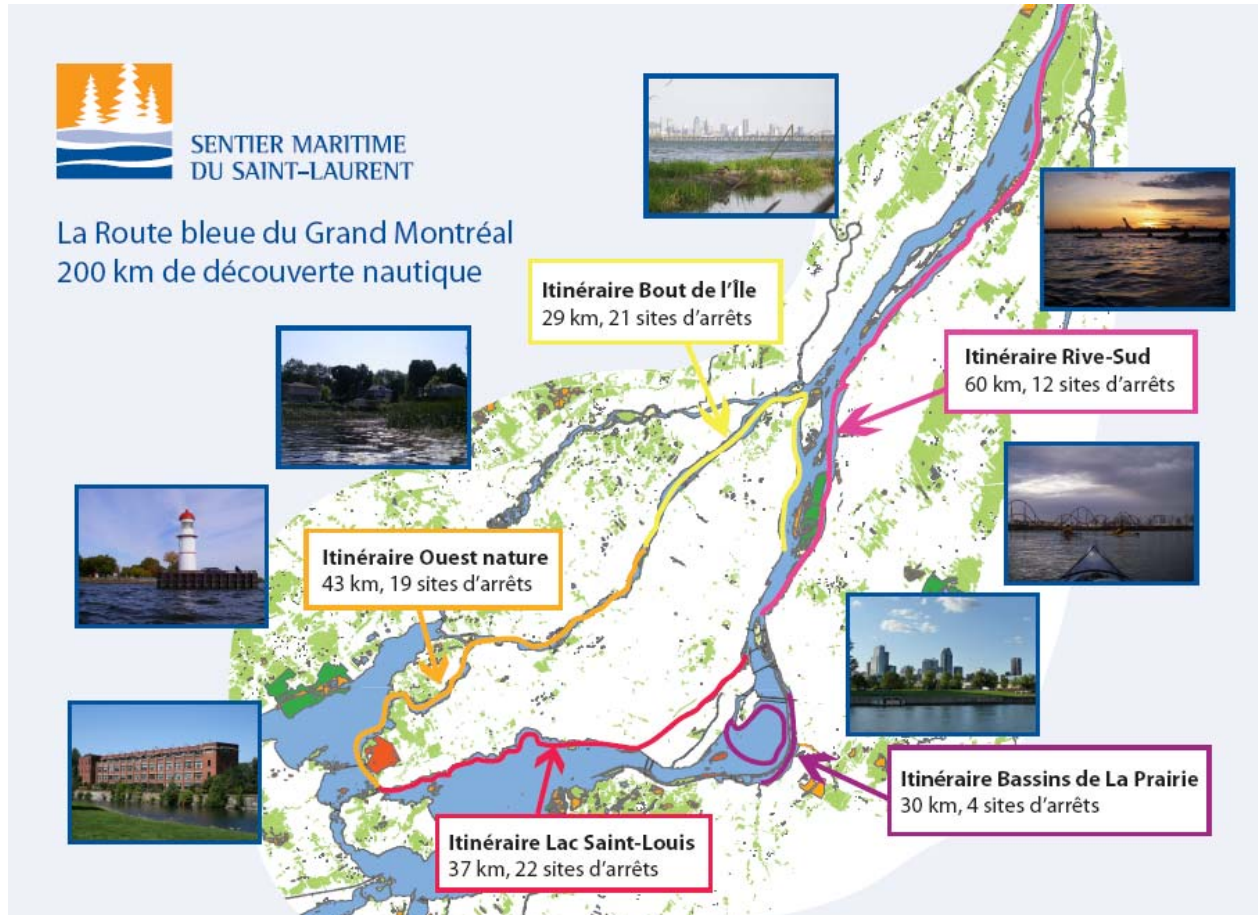 SENTIER MARITIME
DU SAINT-LAURENT
La Route bleue du Grand Montréal
200 km de découverte nautique
Itinéraire Bout de l'Île
29 km, 21 sites d'arrêts
Itinéraire Rive-Sud
60 km, 12 sites d'arrêts
Itinéraire Ouest nature
43 km, 19 sites d'arrêts
Itinéraire Bassins de La Prairie
30 km, 4 sites d'arrêts
Itinéraire Lac Saint-Louis
37 km, 22 sites d'arrêts